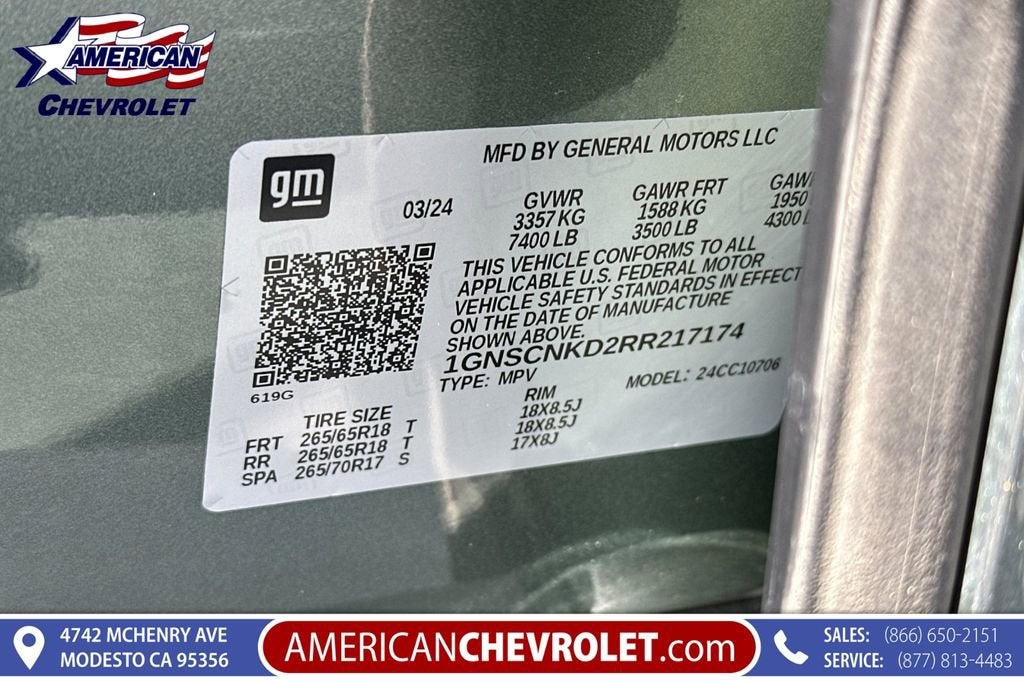 AMERICAN
CHEVROLET
gm
MFD BY GENERAL MOTORS LLC
03/24
GVWR GAWR FRT
3357 KG 1588 KG 1950
7400 LB 3500 LB 4300
THIS VEHICLE CONFORMS TO ALL
APPLICABLE U.S. FEDERAL MOTOR
VEHICLE SAFETY STANDARDS IN EFFECT
ON THE DATE OF MANUFACTURE
SHOWN ABOVE.
1GNSCNKD2RR217174
TYPE: MPV MODEL: 24CC10706
619G
TIRE SIZE RIM
FRT 265/65R18 T 18X8.5J
RR 265/65R18 T 18X8.5J
SPA 265/70R17 S 17X8J
4742 MCHENRY AVE
MODESTO CA 95356
AMERICANCHEVROLET.com
SALES: (866) 650-2151
SERVICE: (877) 813-4483